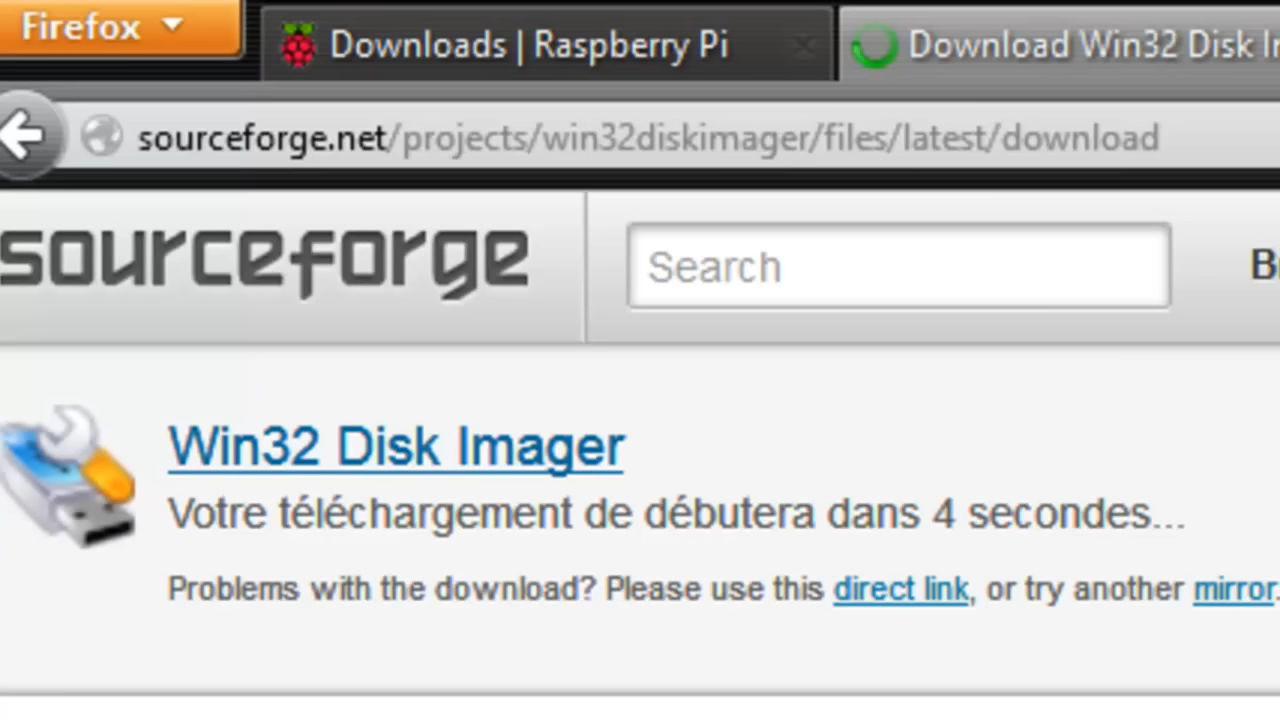 Firefox
Downloads | Raspberry Pi
Download Win32 Disk
sourceforge.net/projects/win32diskimager/files/latest/download
sourceforge
Search
Win32 Disk Imager
Votre téléchargement de débutera dans 4 secondes...
Problems with the download? Please use this direct link, or try another mirror.